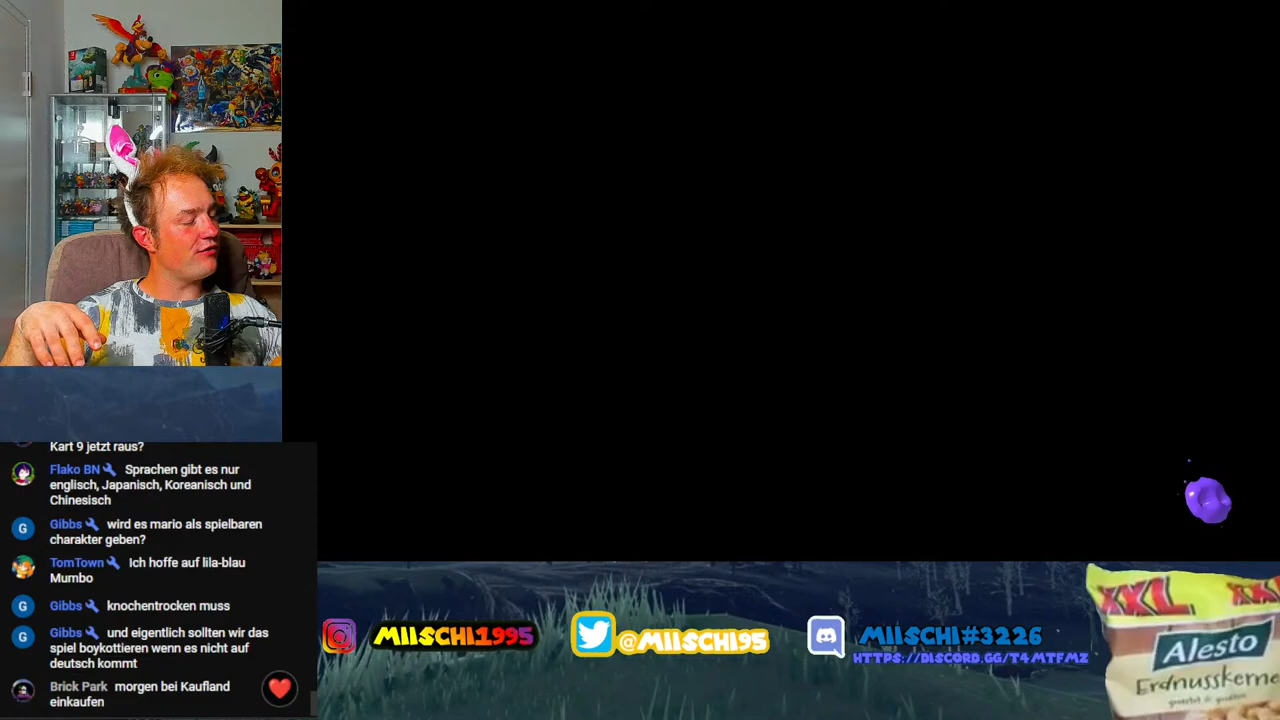 Kart 9 jetzt raus?
Flako BN Sprachen gibt es nur
englisch, Japanisch, Koreanisch und
Chinesisch
G
Gibbs wird es mario als spielbaren
charakter geben?
TomTown Ich hoffe auf lila-blau
Mumbo
G
Gibbs knochentrocken muss
G
Gibbs und eigentlich sollten wir das
spiel boykottieren wenn es nicht auf
deutsch kommt
Brick Park morgen bei Kaufland
einkaufen
MIISCHI1995
@MIISCHI95
MIISCHI#3226
HTTPS://DISCORD.GG/T4MTFMZ
XXL
Alesto
Erdnusskerne